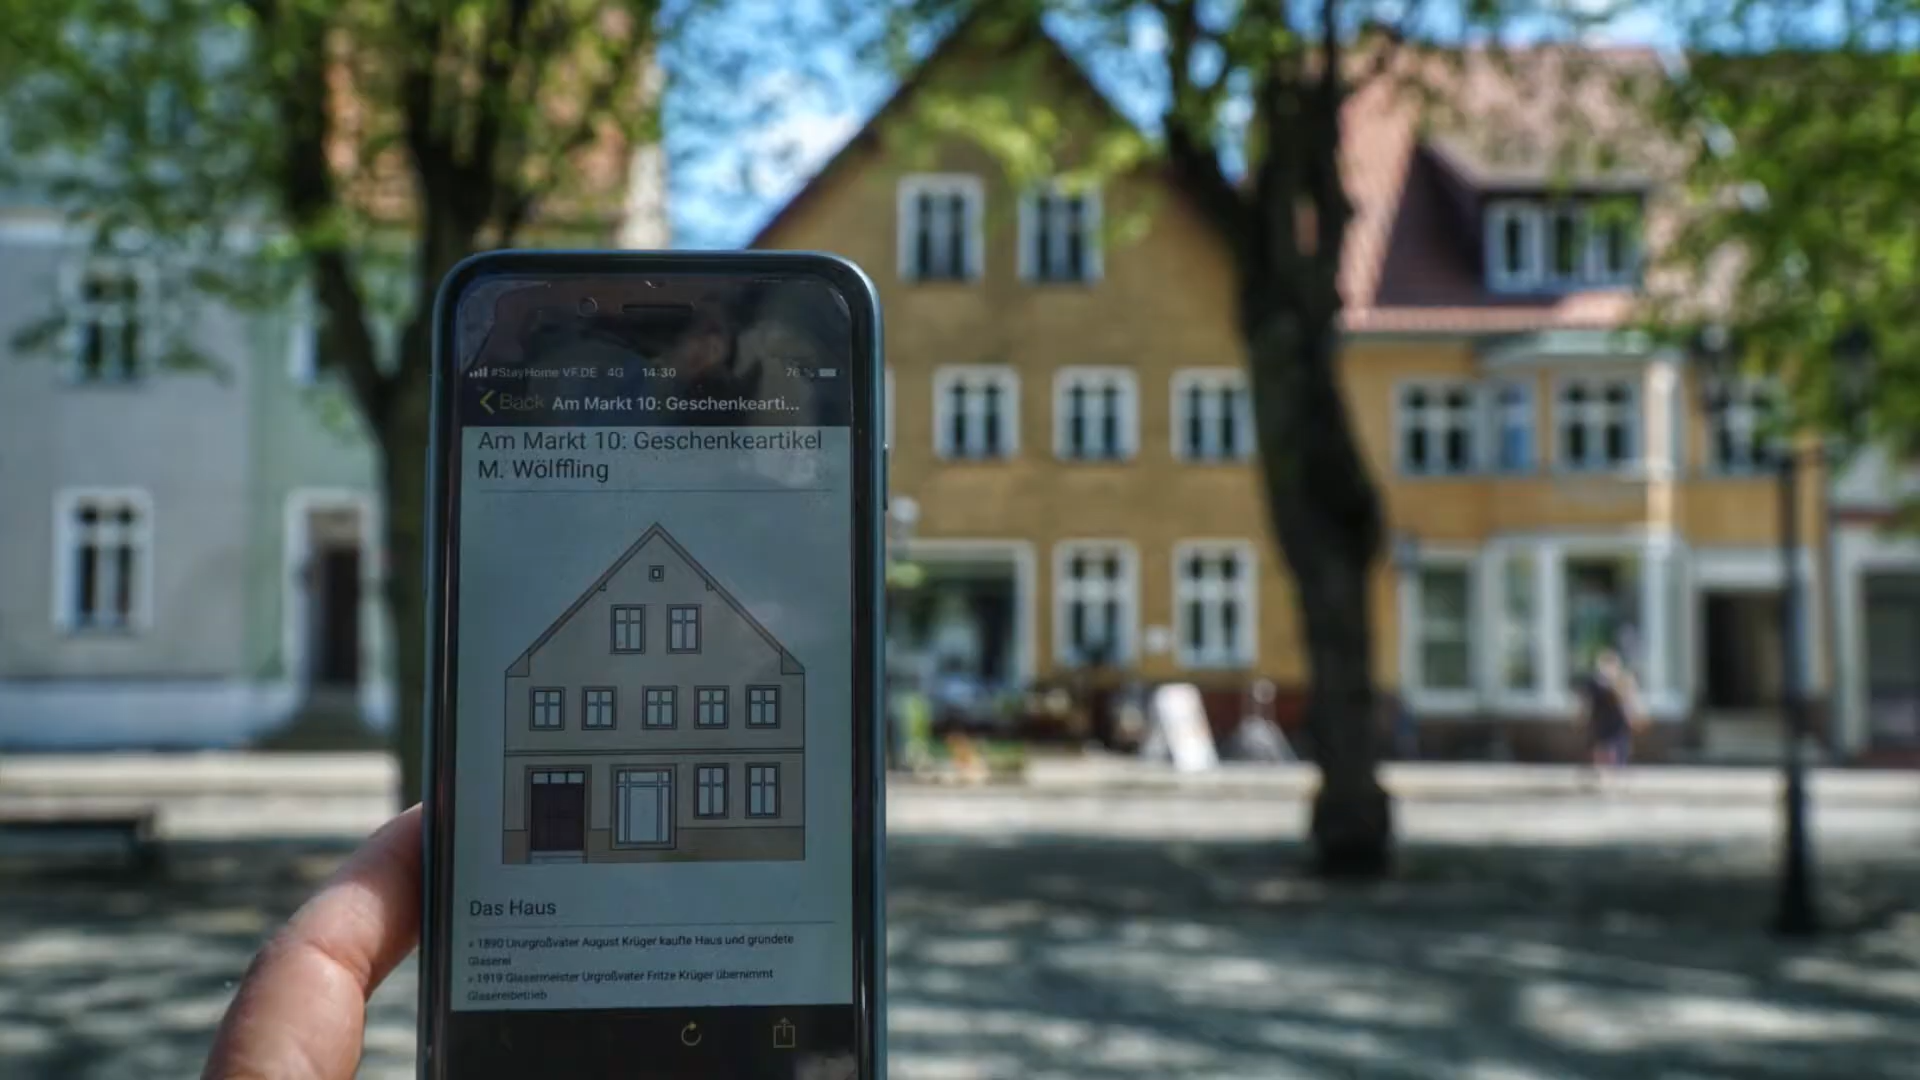 #StayHome VF.DE 4G 14:30 76 %
Back Am Markt 10: Geschenkearti...
Am Markt 10: Geschenkeartikel
M. Wölffling
Das Haus
» 1890 Ururgroßvater August Krüger kaufte Haus und gründete
Glaserei
» 1919 Glasermeister Urgroßvater Fritze Krüger übernimmt
Glasereibetrieb